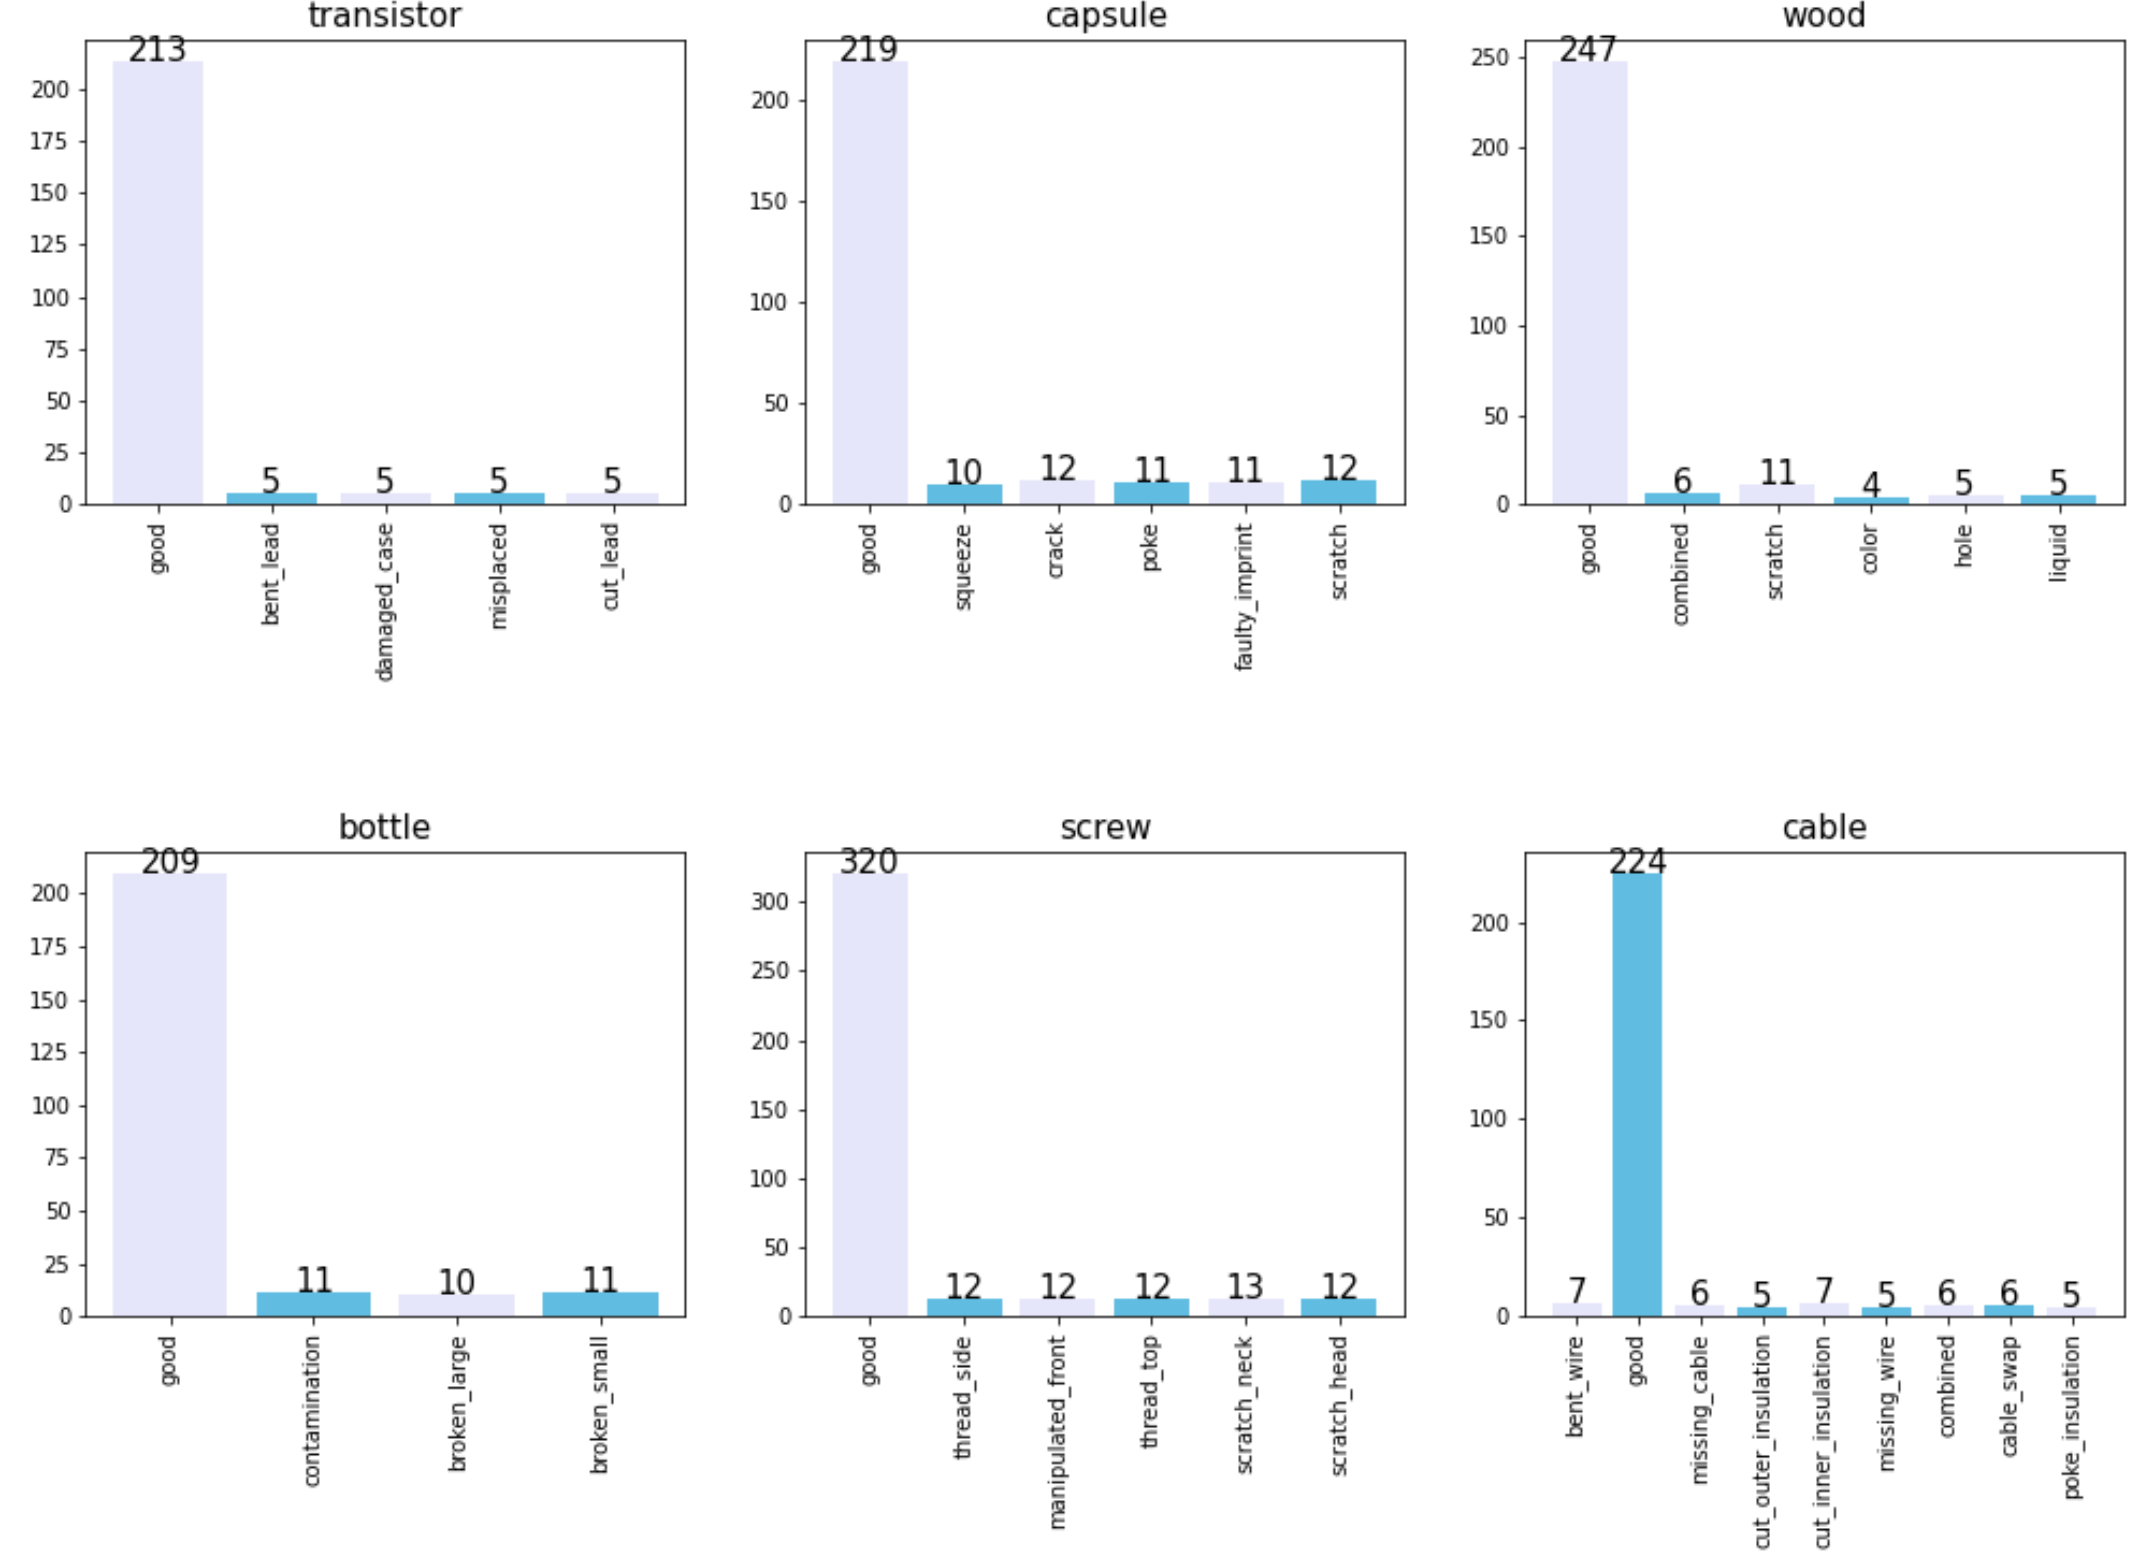 transistor
213
200
175
150
125
100
75
50
25
0
5
5
5
5
good
bent_lead
damaged_case
misplaced
cut_lead
capsule
219
200
150
100
50
0
10
12
11
11
12
good
squeeze
crack
poke
faulty_imprint
scratch
wood
247
250
200
150
100
50
0
6
11
4
5
5
good
combined
scratch
color
hole
liquid
bottle
209
200
175
150
125
100
75
50
25
0
11
10
11
good
contamination
broken_large
broken_small
screw
320
300
250
200
150
100
50
0
12
12
12
13
12
good
thread_side
manipulated_front
thread_top
scratch_neck
scratch_head
cable
224
200
150
100
50
0
7
6
5
7
5
6
6
5
bent_wire
good
missing_cable
cut_outer_insulation
cut_inner_insulation
missing_wire
combined
cable_swap
poke_insulation